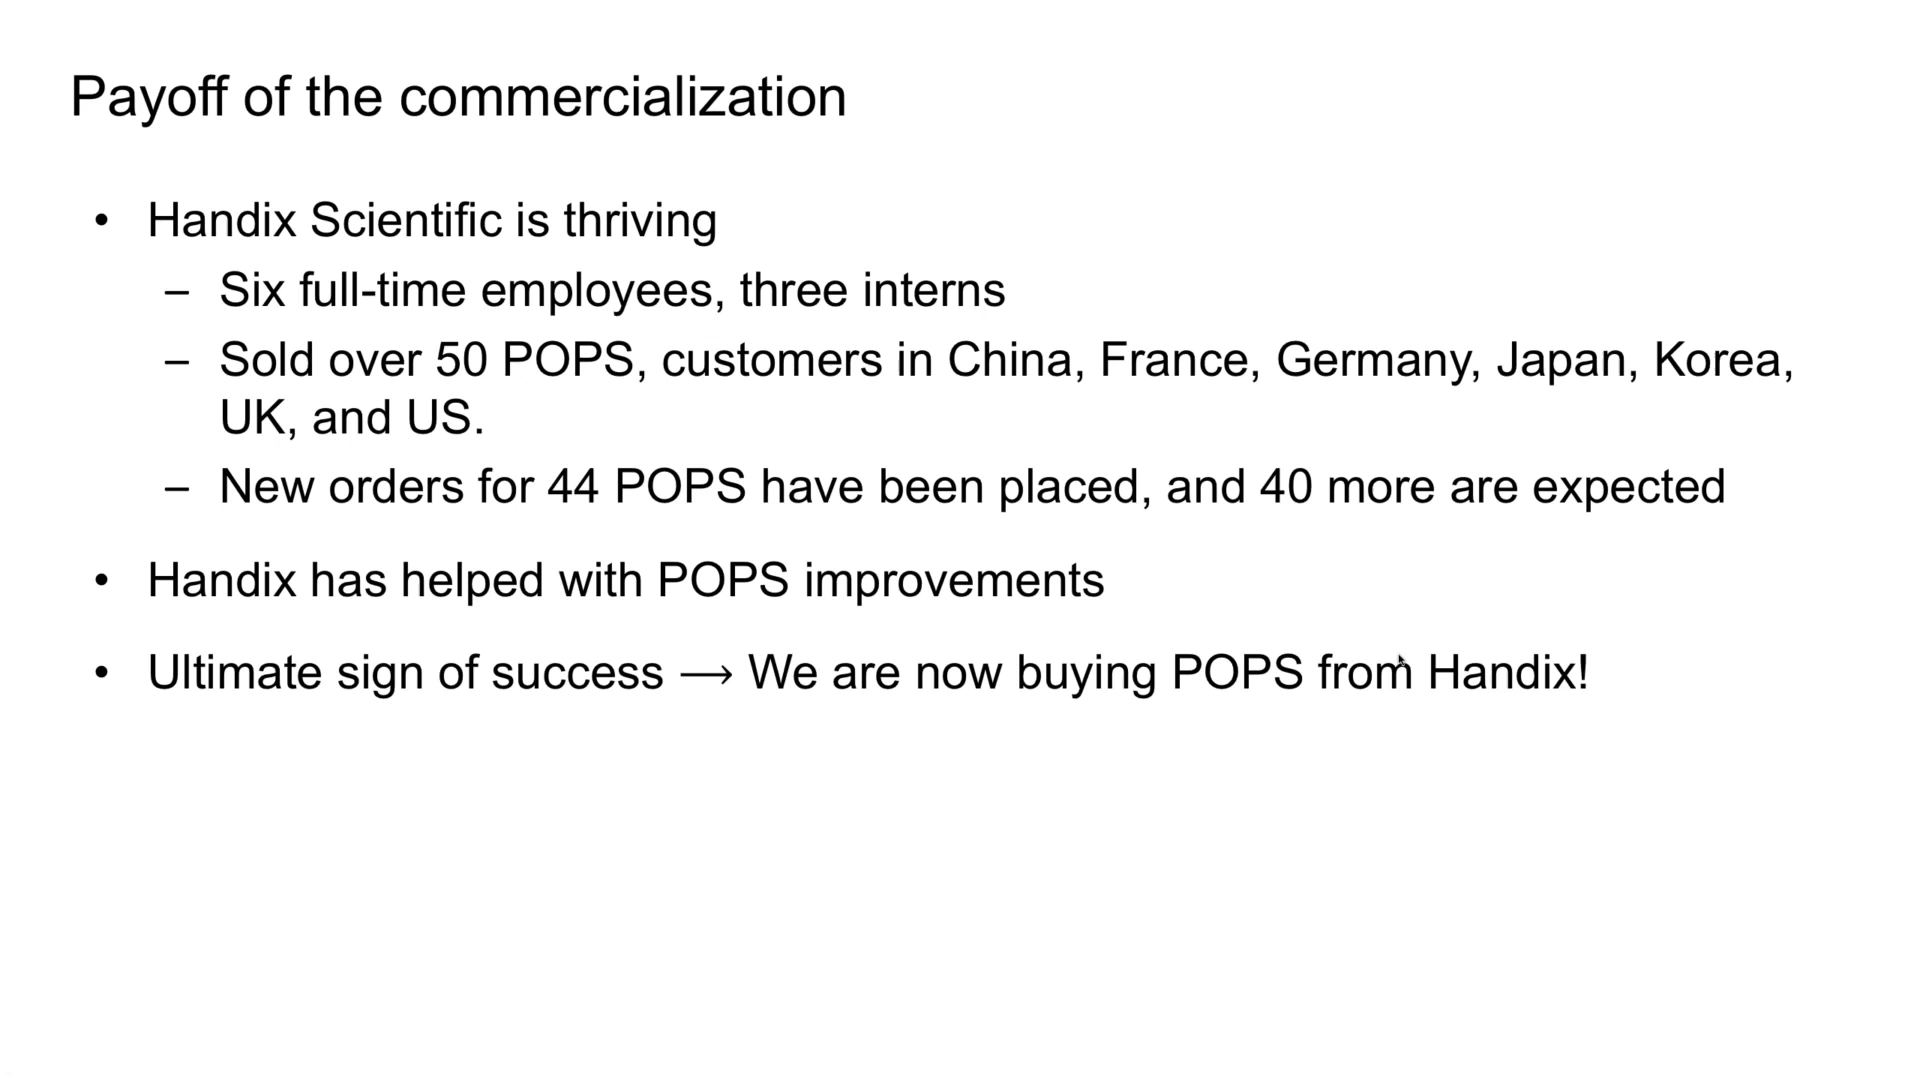 Payoff of the commercialization
• Handix Scientific is thriving
– Six full-time employees, three interns
– Sold over 50 POPS, customers in China, France, Germany, Japan, Korea,
UK, and US.
– New orders for 44 POPS have been placed, and 40 more are expected
• Handix has helped with POPS improvements
• Ultimate sign of success ⟶ We are now buying POPS from Handix!